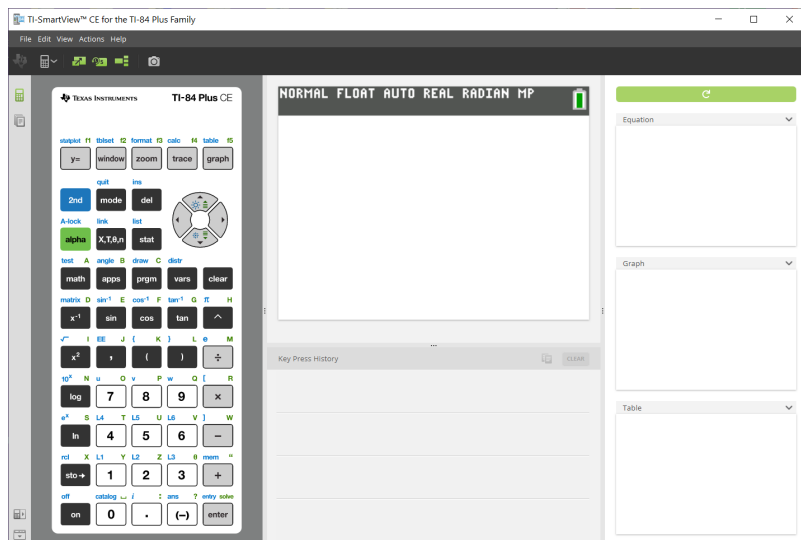 TI-SmartView™ CE for the TI-84 Plus Family
File Edit View Actions Help
TEXAS INSTRUMENTS TI-84 Plus CE
statplot f1 tblset f2 format f3 calc f4 table f5
y= window zoom trace graph
quit ins
2nd mode del
A-lock link list
alpha X,T,θ,n stat
test A angle B draw C distr
math apps prgm vars clear
matrix D sin⁻¹ E cos⁻¹ F tan⁻¹ G π H
x⁻¹ sin cos tan ^
√ I EE J { K } L e M
x² , ( ) ÷
10ˣ N u O v P w Q [ R
log 7 8 9 ×
eˣ S L4 T L5 U L6 V ] W
ln 4 5 6 −
rcl X L1 Y L2 Z L3 θ mem “
sto→ 1 2 3 +
off catalog ␣ i : ans ? entry solve
on 0 . (−) enter
NORMAL FLOAT AUTO REAL RADIAN MP
Key Press History CLEAR
Equation
Graph
Table